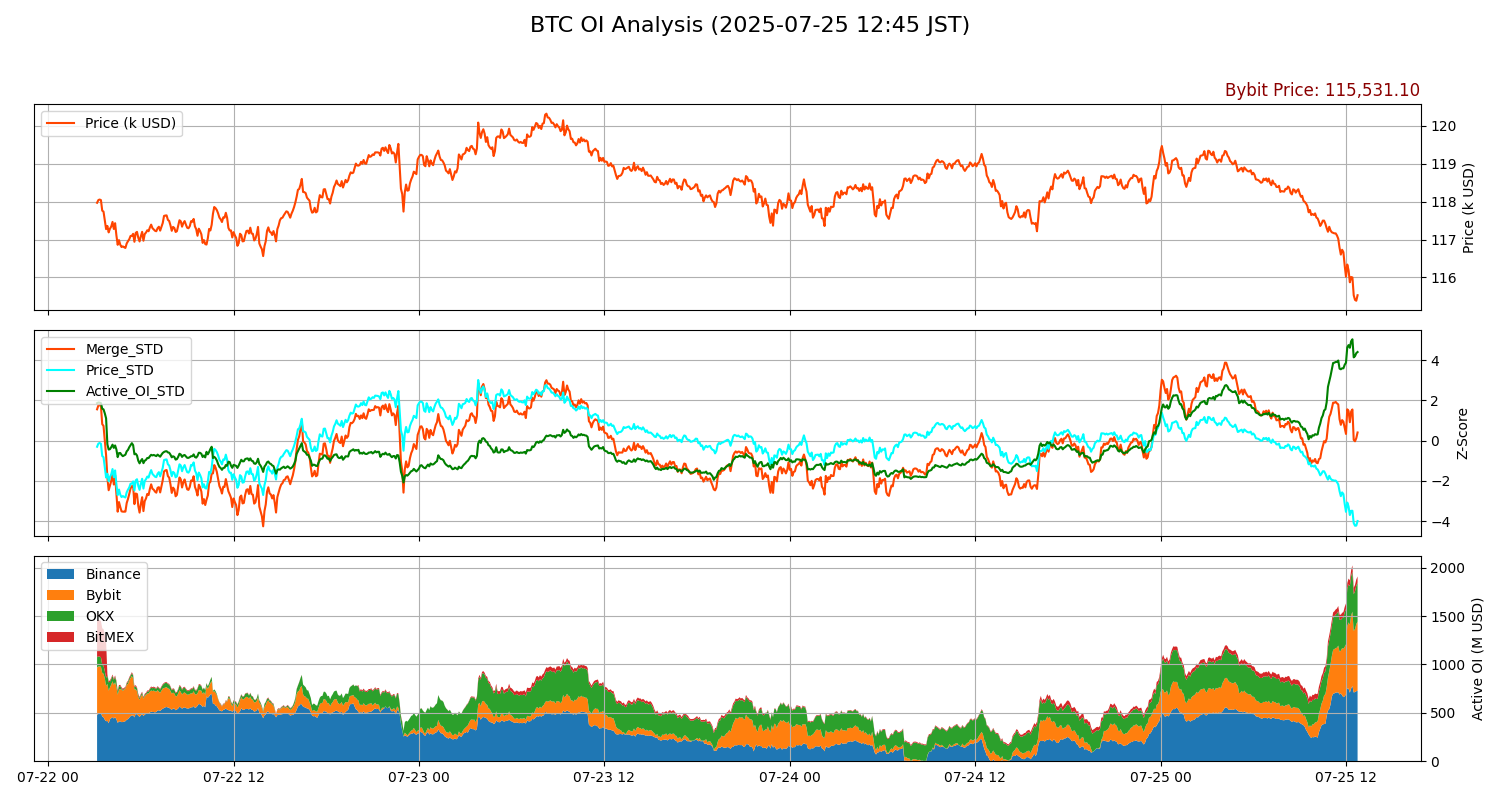 BTC OI Analysis (2025-07-25 12:45 JST)
Bybit Price: 115,531.10
Price (k USD)
120
119
118
117
116
Price (k USD)
Merge_STD
Price_STD
Active_OI_STD
4
2
0
−2
−4
Z-Score
Binance
Bybit
OKX
BitMEX
2000
1500
1000
500
0
Active OI (M USD)
07-22 00
07-22 12
07-23 00
07-23 12
07-24 00
07-24 12
07-25 00
07-25 12